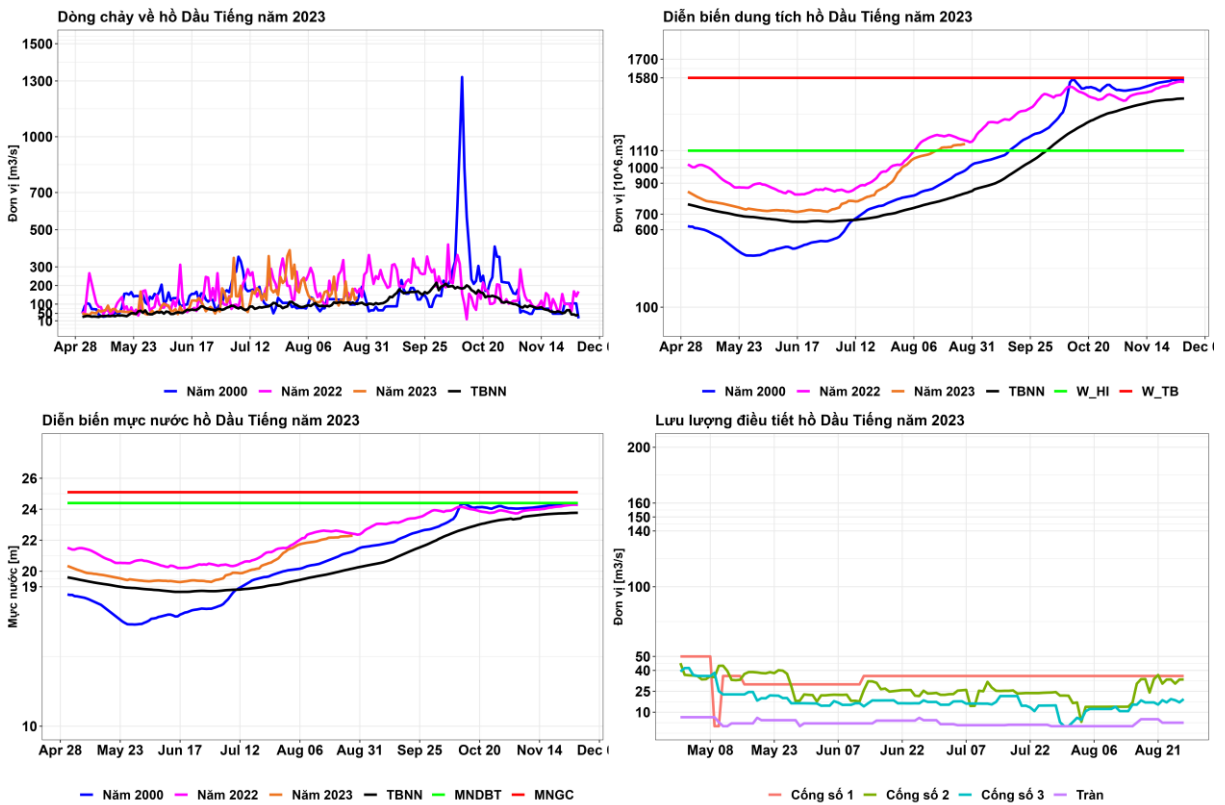 Dòng chảy về hồ Dầu Tiếng năm 2023
Đơn vị [m3/s]
1500
1300
1000
700
500
300
200
100
50
10
Apr 28 May 23 Jun 17 Jul 12 Aug 06 Aug 31 Sep 25 Oct 20 Nov 14 Dec
Năm 2000 Năm 2022 Năm 2023 TBNN
Diễn biến dung tích hồ Dầu Tiếng năm 2023
Đơn vị [10^6.m3]
1700
1580
1110
1000
900
700
600
100
Apr 28 May 23 Jun 17 Jul 12 Aug 06 Aug 31 Sep 25 Oct 20 Nov 14 Dec
Năm 2000 Năm 2022 Năm 2023 TBNN W_HI W_TB
Diễn biến mực nước hồ Dầu Tiếng năm 2023
Mực nước [m]
26
24
22
20
19
10
Apr 28 May 23 Jun 17 Jul 12 Aug 06 Aug 31 Sep 25 Oct 20 Nov 14 Dec
Năm 2000 Năm 2022 Năm 2023 TBNN MNDBT MNGC
Lưu lượng điều tiết hồ Dầu Tiếng năm 2023
Đơn vị [m3/s]
200
160
150
140
100
50
40
25
10
May 08 May 23 Jun 07 Jun 22 Jul 07 Jul 22 Aug 06 Aug 21
Cống số 1 Cống số 2 Cống số 3 Tràn